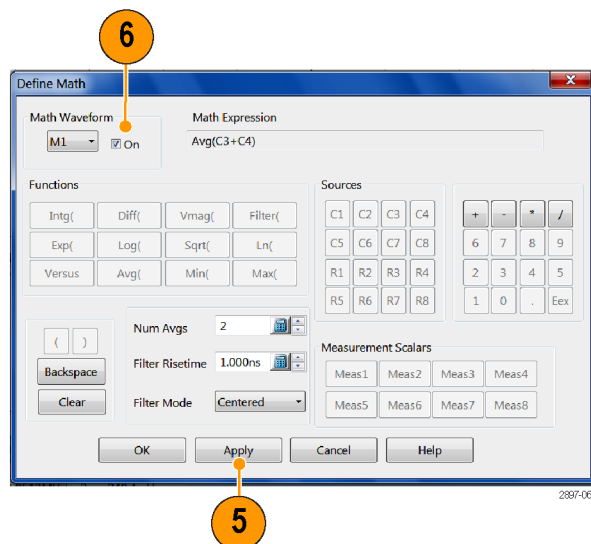 6
Define Math
Math Waveform
Math Expression
M1
On
Avg(C3+C4)
Functions
Sources
Intg(
Diff(
Vmag(
Filter(
C1
C2
C3
C4
+
-
*
/
Exp(
Log(
Sqrt(
Ln(
C5
C6
C7
C8
6
7
8
9
Versus
Avg(
Min(
Max(
R1
R2
R3
R4
2
3
4
5
R5
R6
R7
R8
1
0
.
Eex
(
)
Num Avgs
2
Backspace
Filter Risetime
1.000ns
Measurement Scalars
Meas1
Meas2
Meas3
Meas4
Clear
Filter Mode
Centered
Meas5
Meas6
Meas7
Meas8
OK
Apply
Cancel
Help
2897-06
5